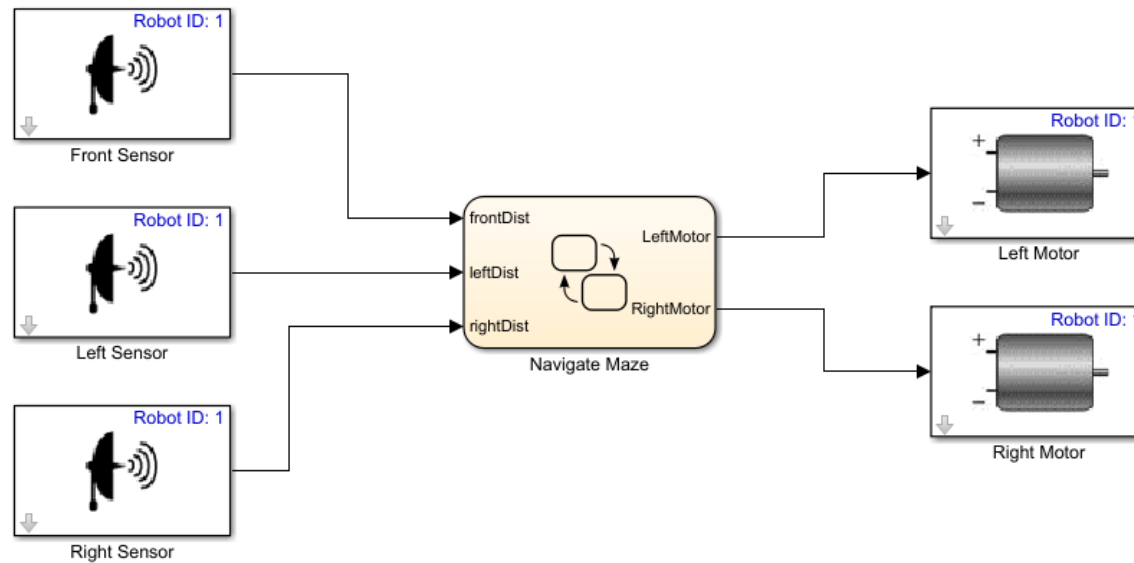 Robot ID: 1
Front Sensor
Robot ID: 1
Left Sensor
Robot ID: 1
Right Sensor
frontDist
leftDist
rightDist
LeftMotor
RightMotor
Navigate Maze
Robot ID:
Left Motor
Robot ID:
Right Motor